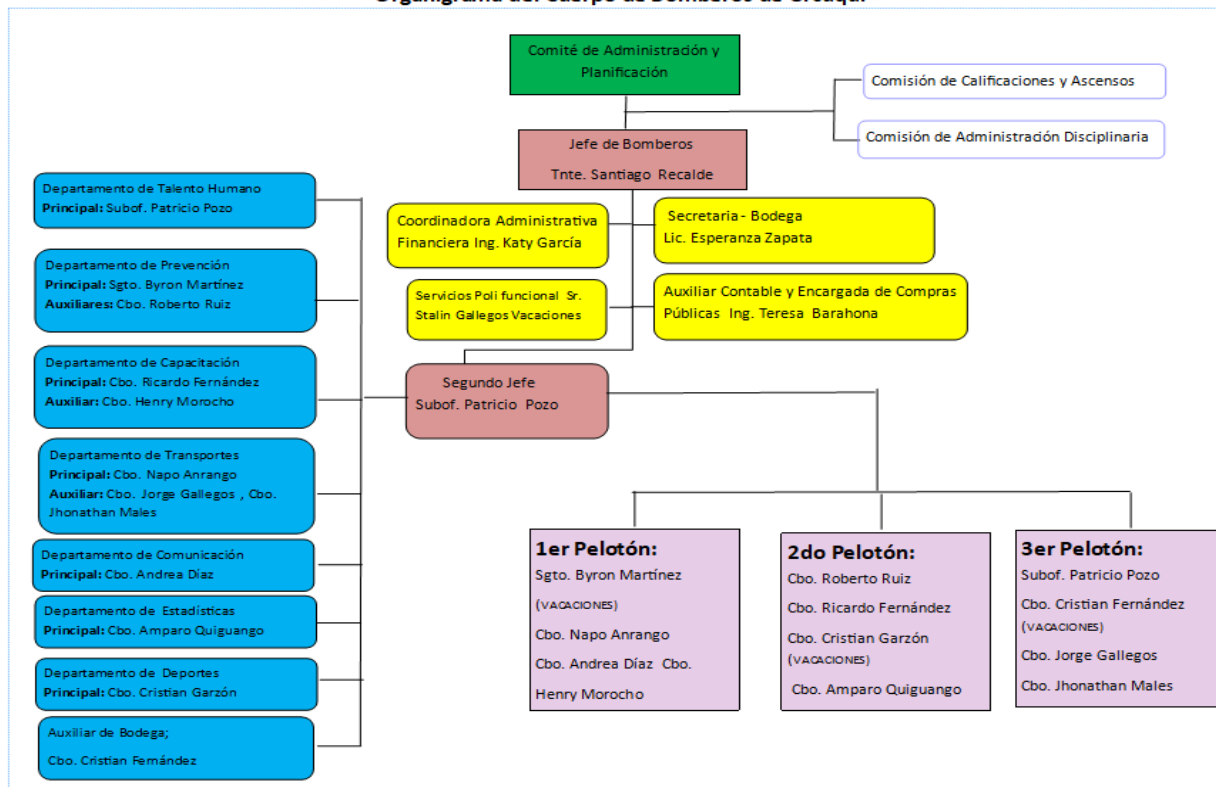 Comité de Administración y
Planificación
Comisión de Calificaciones y Ascensos
Comisión de Administración Disciplinaria
Jefe de Bomberos
Tnte. Santiago Recalde
Departamento de Talento Humano
Principal: Subof. Patricio Pozo
Coordinadora Administrativa
Financiera Ing. Katy García
Secretaria- Bodega
Lic. Esperanza Zapata
Departamento de Prevención
Principal: Sgto. Byron Martínez
Auxiliares: Cbo. Roberto Ruiz
Servicios Poli funcional Sr.
Stalin Gallegos Vacaciones
Auxiliar Contable y Encargada de Compras
Públicas Ing. Teresa Barahona
Departamento de Capacitación
Principal: Cbo. Ricardo Fernández
Auxiliar: Cbo. Henry Morocho
Segundo Jefe
Subof. Patricio Pozo
Departamento de Transportes
Principal: Cbo. Napo Anrango
Auxiliar: Cbo. Jorge Gallegos , Cbo.
Jhonathan Males
Departamento de Comunicación
Principal: Cbo. Andrea Díaz
Departamento de Estadísticas
Principal: Cbo. Amparo Quiguango
Departamento de Deportes
Principal: Cbo. Cristian Garzón
Auxiliar de Bodega;
Cbo. Cristian Fernández
1er Pelotón:
Sgto. Byron Martínez
(VACACIONES)
Cbo. Napo Anrango
Cbo. Andrea Díaz Cbo.
Henry Morocho
2do Pelotón:
Cbo. Roberto Ruiz
Cbo. Ricardo Fernández
Cbo. Cristian Garzón
(VACACIONES)
Cbo. Amparo Quiguango
3er Pelotón:
Subof. Patricio Pozo
Cbo. Cristian Fernández
(VACACIONES)
Cbo. Jorge Gallegos
Cbo. Jhonathan Males